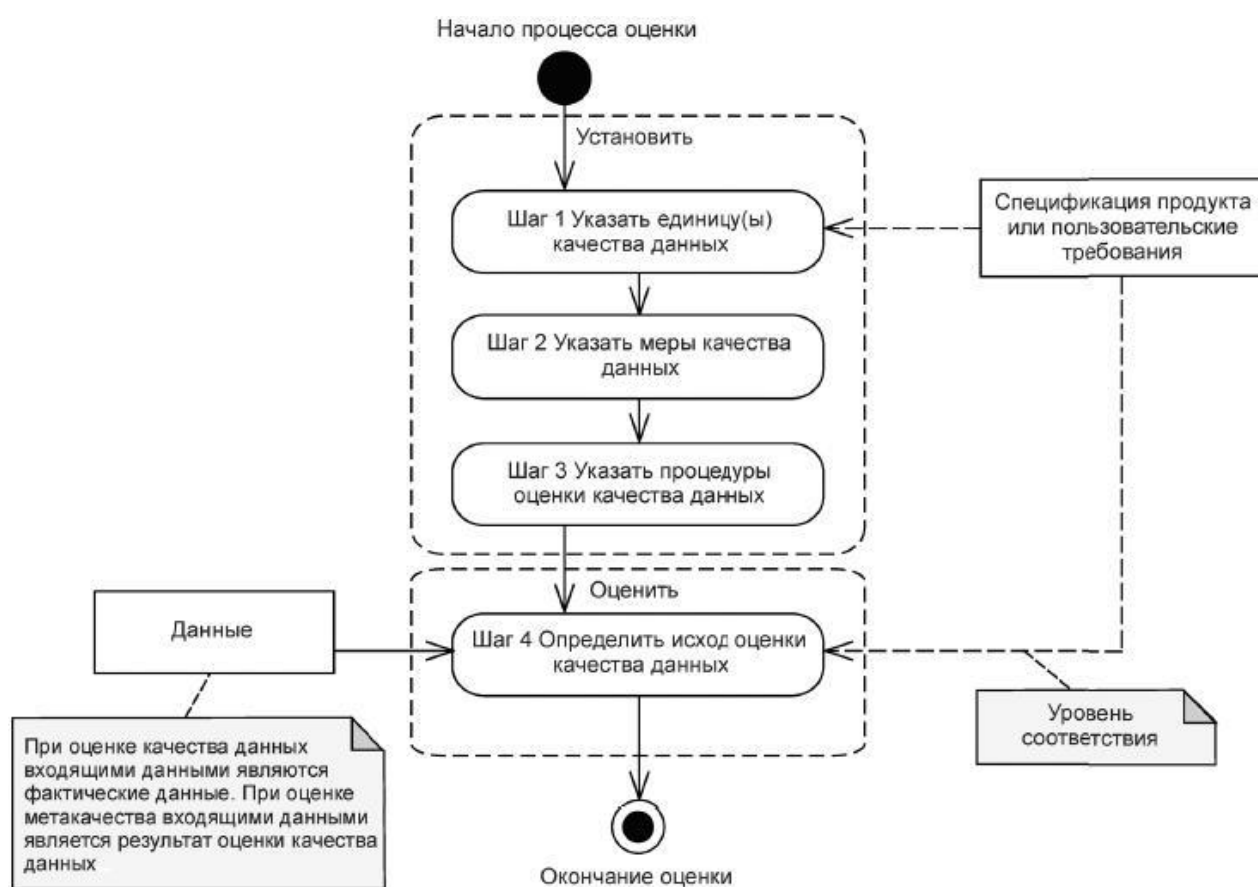 Начало процесса оценки
Установить
Шаг 1 Указать единицу(ы)
качества данных
Спецификация продукта
или пользовательские
требования
Шаг 2 Указать меры качества
данных
Шаг 3 Указать процедуры
оценки качества данных
Оценить
Данные
Шаг 4 Определить исход оценки
качества данных
Уровень
соответствия
При оценке качества данных
входящими данными являются
фактические данные. При оценке
метакачества входящими данными
является результат оценки качества
данных
Окончание оценки